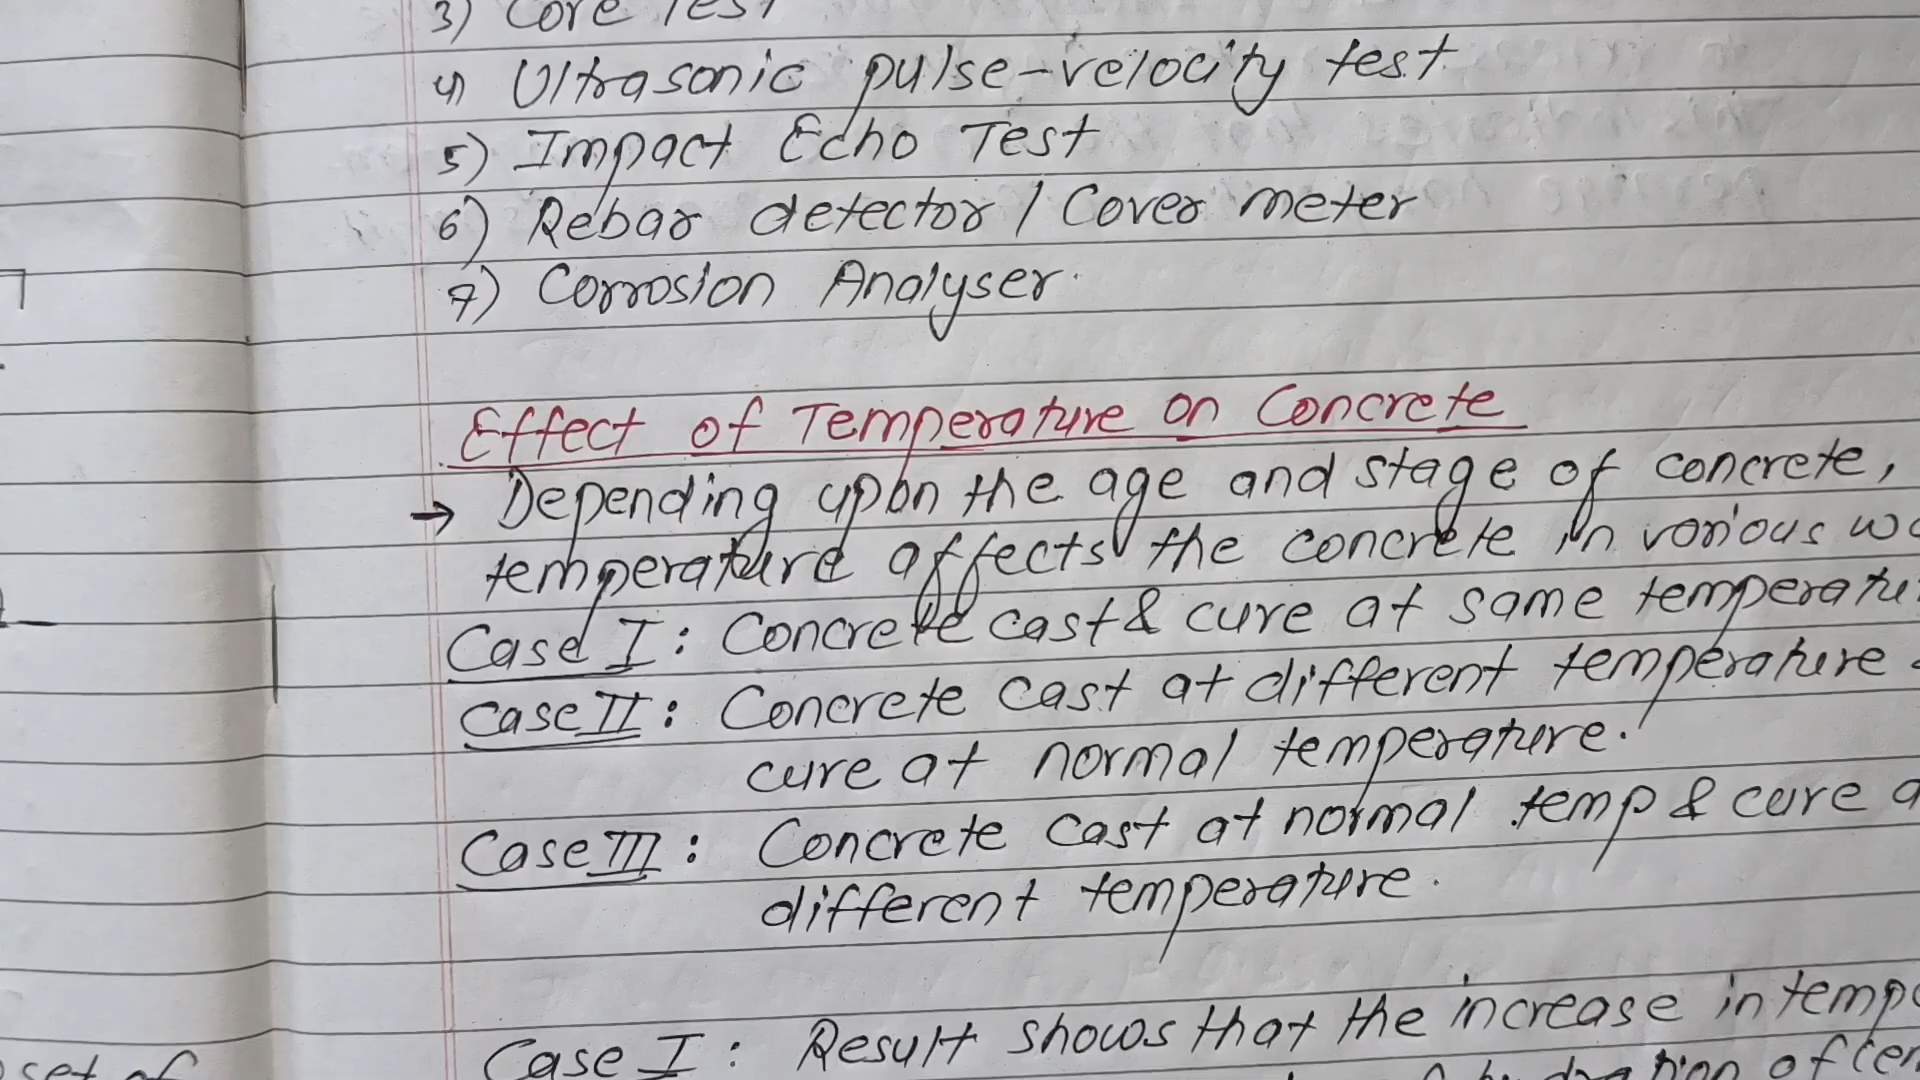 3) Core Test
4) Ultrasonic pulse-velocity test
5) Impact Echo Test
6) Rebar detector / Cover meter
7) Corrosion Analyser.
Effect of Temperature on Concrete
→ Depending upon the age and stage of concrete,
temperature affects the concrete in various
Case I : Concrete cast & cure at same
Case II : Concrete cast at different temperature
cure at normal temperature.
Case III : Concrete cast at normal temp & cure
different temperature.
Case I : Result shows that the increase in
of
set of